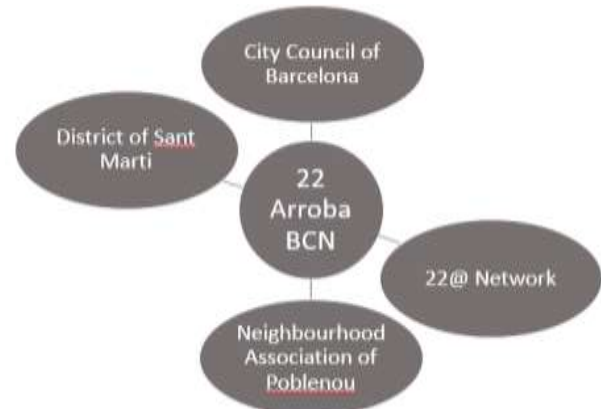 City Council of
Barcelona
District of Sant
Marti
22
Arroba
BCN
22@ Network
Neighbourhood
Association of
Poblenou